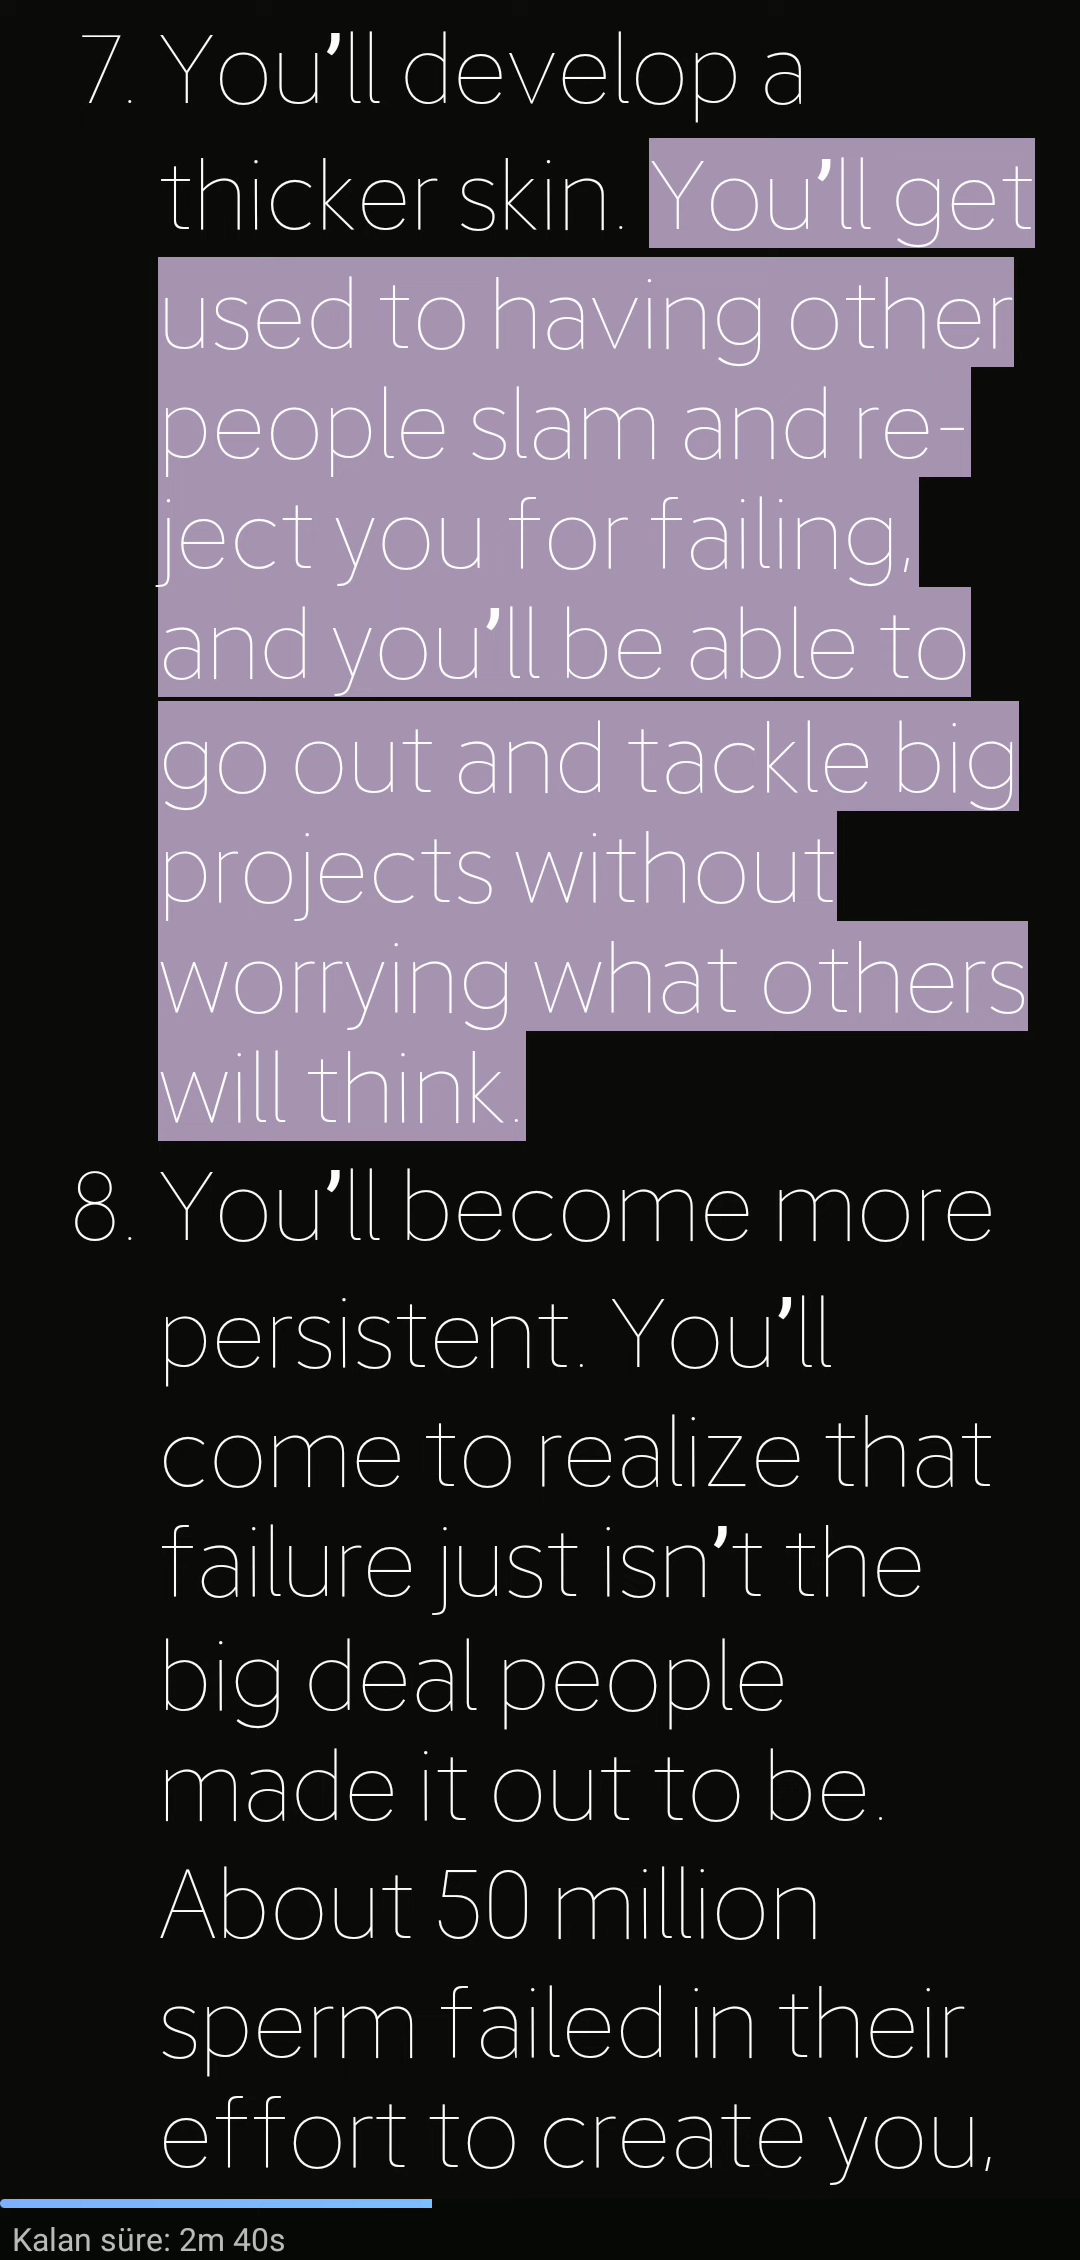 7. You’ll develop a
thicker skin. You’ll get
used to having other
people slam and re-
ject you for failing,
and you’ll be able to
go out and tackle big
projects without
worrying what others
will think.
8. You’ll become more
persistent. You’ll
come to realize that
failure just isn’t the
big deal people
made it out to be.
About 50 million
sperm failed in their
effort to create you,
Kalan süre: 2m 40s